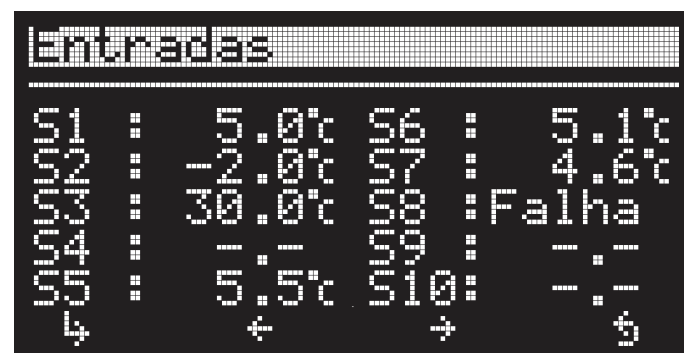 Entradas
S1 : 5.0°c S6 : 5.1°c
S2 : -2.0°c S7 : 4.6°c
S3 : 30.0°c S8 :Falha
S4 : -.- S9 : -.-
S5 : 5.5°c S10: -.-
↳ ← → ↰